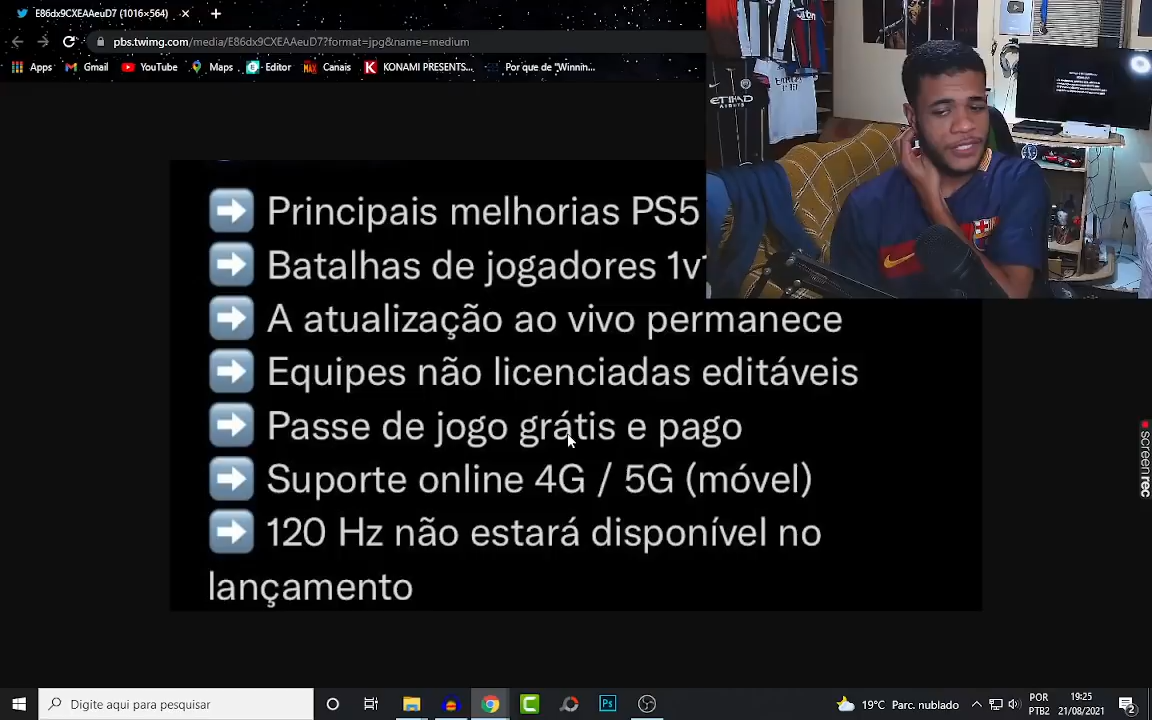 E86dx9CXEAAeuD7 (1016×564)
pbs.twimg.com/media/E86dx9CXEAAeuD7?format=jpg&name=medium
Apps Gmail YouTube Maps Editor Canais KONAMI PRESENTS... Por que de "Winnin...
ETIHAD
Principais melhorias PS5
Batalhas de jogadores 1v1
A atualização ao vivo permanece
Equipes não licenciadas editáveis
Passe de jogo grátis e pago
Suporte online 4G / 5G (móvel)
120 Hz não estará disponível no
lançamento
screenrec
Digite aqui para pesquisar
19°C Parc. nublado
POR
PTB2
19:25
21/08/2021
2